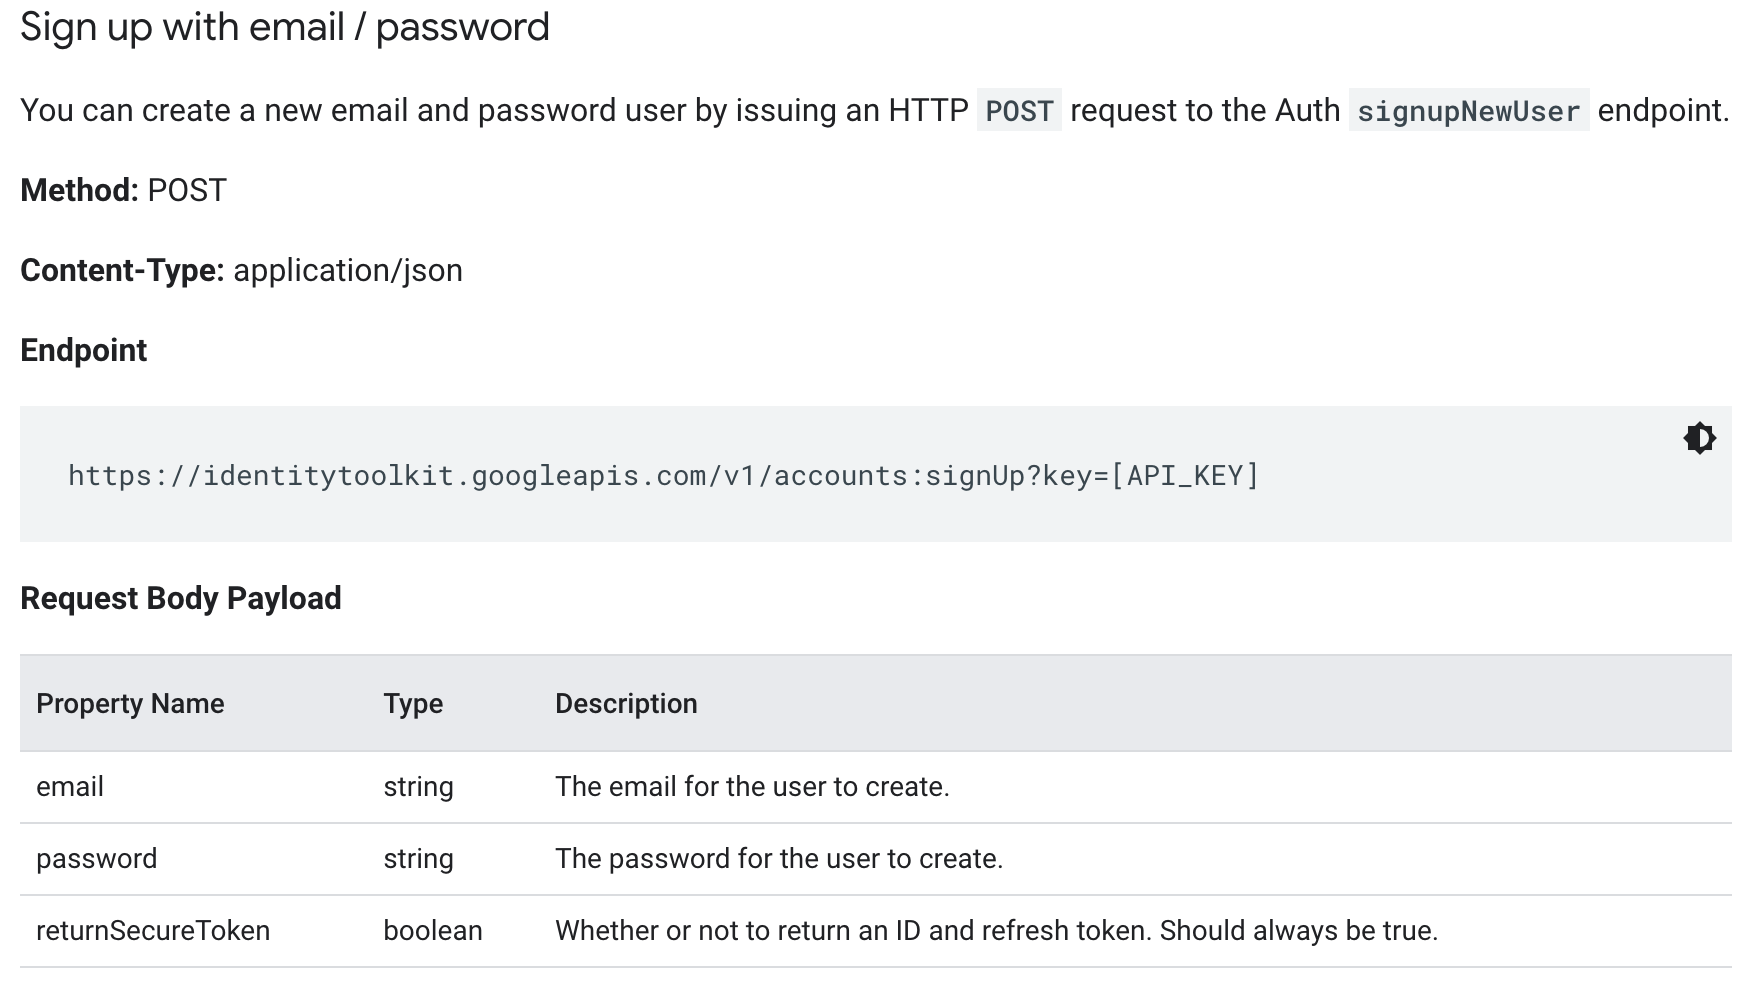 Sign up with email / password
You can create a new email and password user by issuing an HTTP POST request to the Auth signupNewUser endpoint.
Method: POST
Content-Type: application/json
Endpoint
https://identitytoolkit.googleapis.com/v1/accounts:signUp?key=[API_KEY]
Request Body Payload
Property Name Type Description
email string The email for the user to create.
password string The password for the user to create.
returnSecureToken boolean Whether or not to return an ID and refresh token. Should always be true.